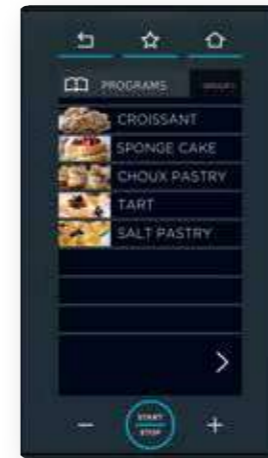 PROGRAMS
CROISSANT
SPONGE CAKE
CHOUX PASTRY
TART
SALT PASTRY
START
STOP